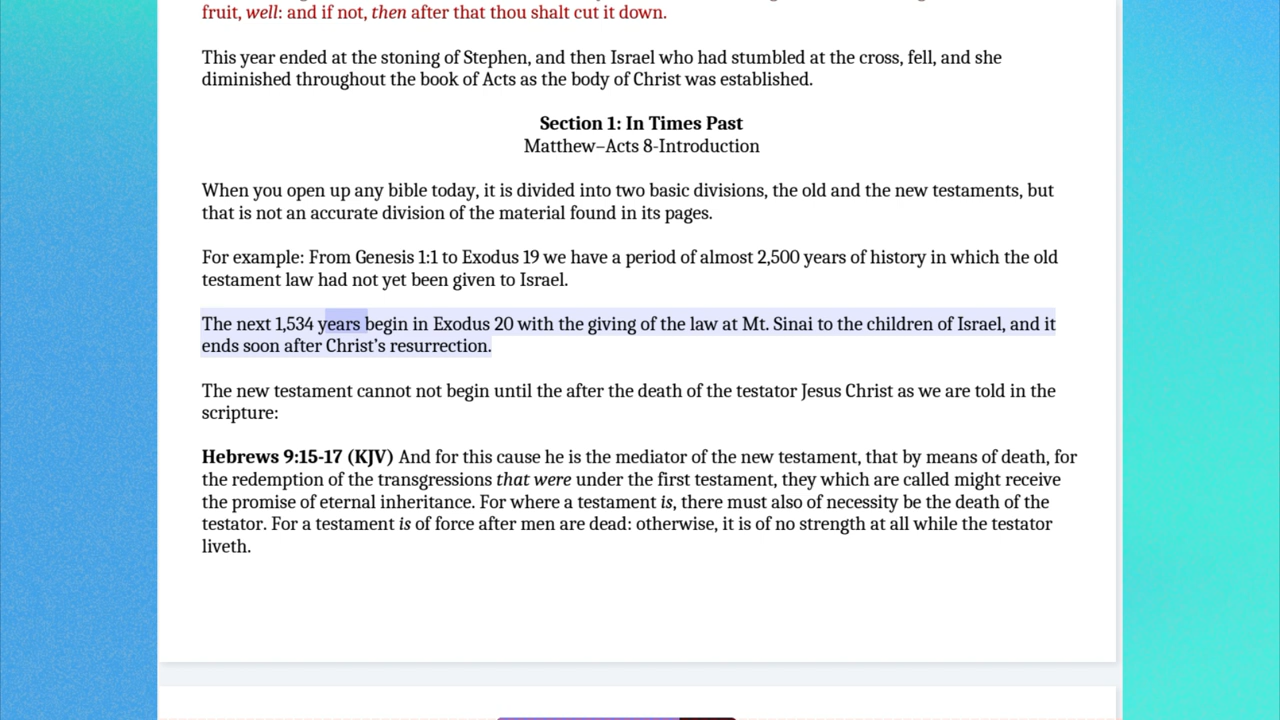 fruit, well: and if not, then after that thou shalt cut it down.
This year ended at the stoning of Stephen, and then Israel who had stumbled at the cross, fell, and she
diminished throughout the book of Acts as the body of Christ was established.
Section 1: In Times Past
Matthew–Acts 8-Introduction
When you open up any bible today, it is divided into two basic divisions, the old and the new testaments, but
that is not an accurate division of the material found in its pages.
For example: From Genesis 1:1 to Exodus 19 we have a period of almost 2,500 years of history in which the old
testament law had not yet been given to Israel.
The next 1,534 years begin in Exodus 20 with the giving of the law at Mt. Sinai to the children of Israel, and it
ends soon after Christ’s resurrection.
The new testament cannot not begin until the after the death of the testator Jesus Christ as we are told in the
scripture:
Hebrews 9:15-17 (KJV) And for this cause he is the mediator of the new testament, that by means of death, for
the redemption of the transgressions that were under the first testament, they which are called might receive
the promise of eternal inheritance. For where a testament is, there must also of necessity be the death of the
testator. For a testament is of force after men are dead: otherwise, it is of no strength at all while the testator
liveth.